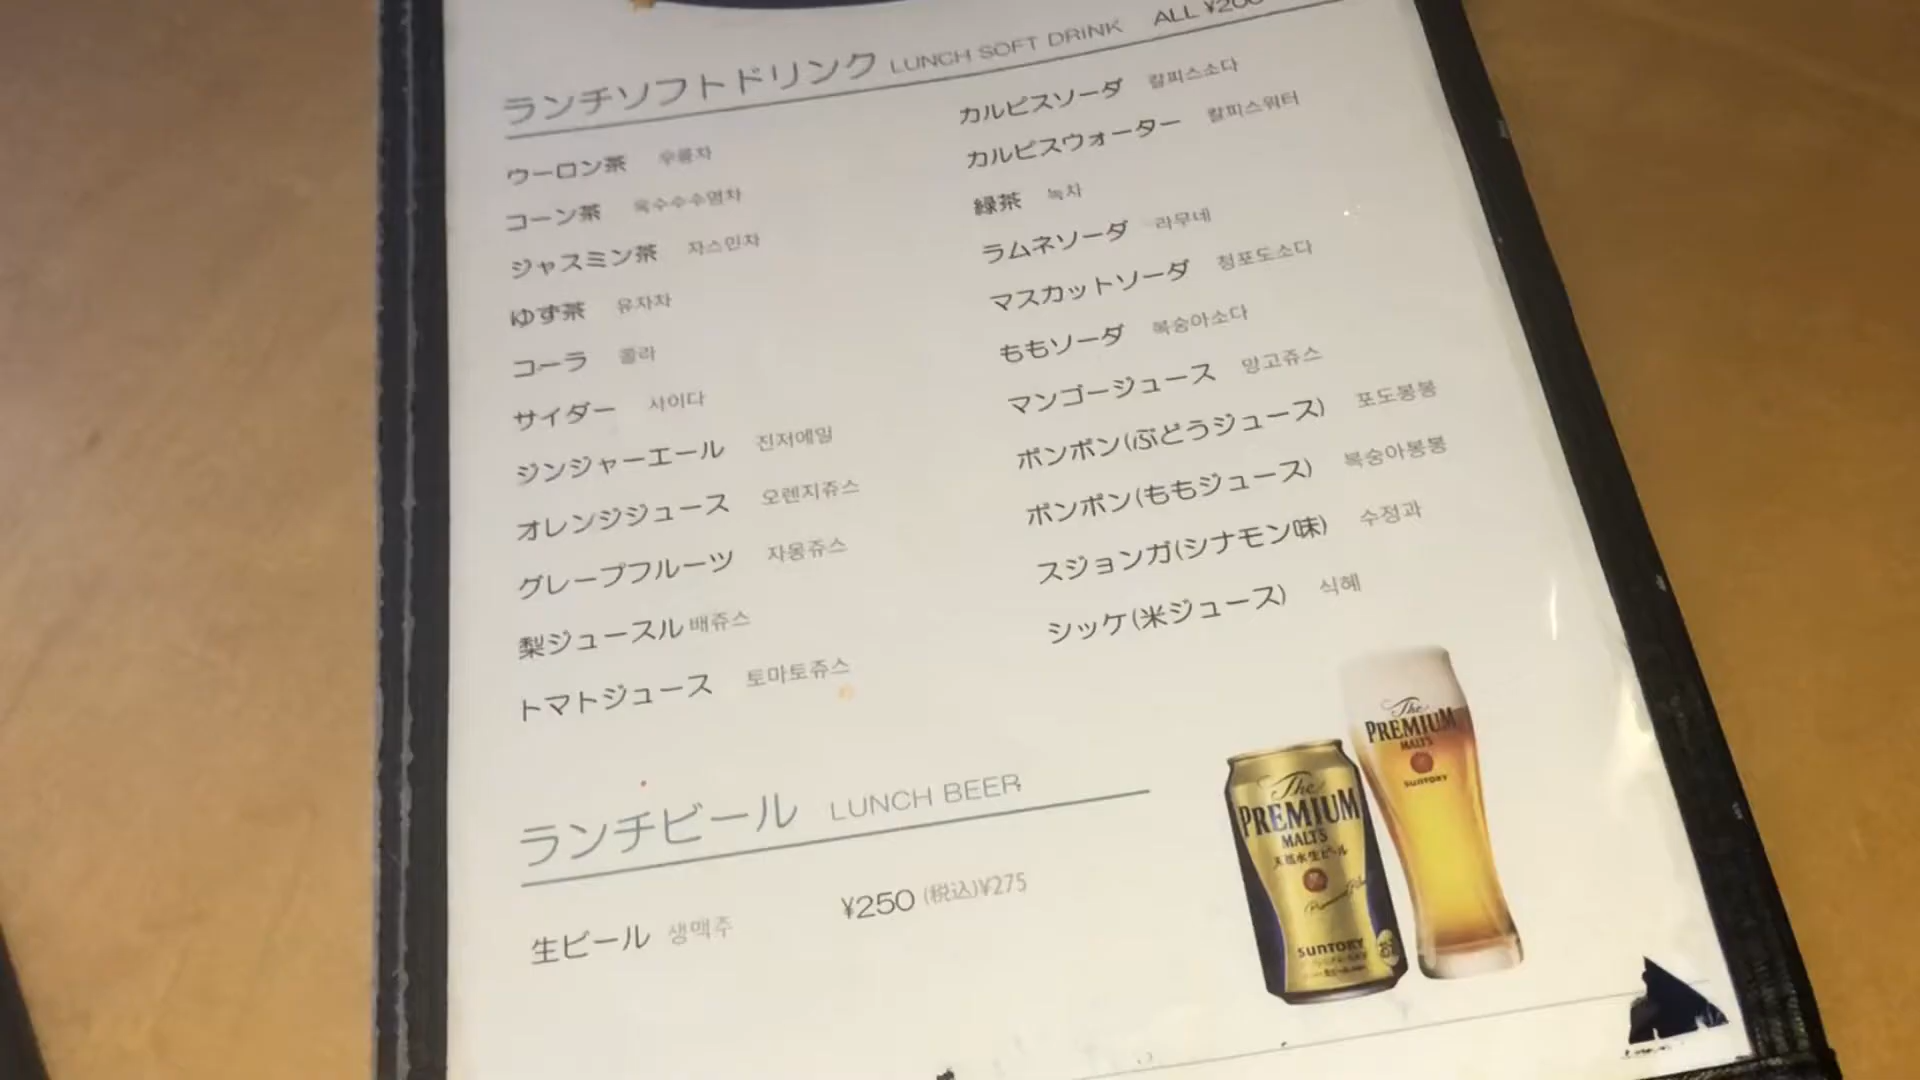 ランチソフトドリンク LUNCH SOFT DRINK ALL ¥200
ウーロン茶 우롱차
コーン茶 옥수수수염차
ジャスミン茶 자스민차
ゆず茶 유자차
コーラ 콜라
サイダー 사이다
ジンジャーエール 진저에일
オレンジジュース 오렌지쥬스
グレープフルーツ 자몽쥬스
梨ジュースル 배쥬스
トマトジュース 토마토쥬스
カルピスソーダ 칼피스소다
カルピスウォーター 칼피스워터
緑茶 녹차
ラムネソーダ 라무네
マスカットソーダ 청포도소다
ももソーダ 복숭아소다
マンゴージュース 망고쥬스
ポンポン(ぶどうジュース) 포도봉봉
ポンポン(ももジュース) 복숭아봉봉
スジョンガ(シナモン味) 수정과
シッケ(米ジュース) 식혜
ランチビール LUNCH BEER
生ビール 생맥주 ¥250 (税込)¥275
The
PREMIUM
MALT'S
天然水生ビール
SUNTORY
The
PREMIUM
MALT'S
SUNTORY